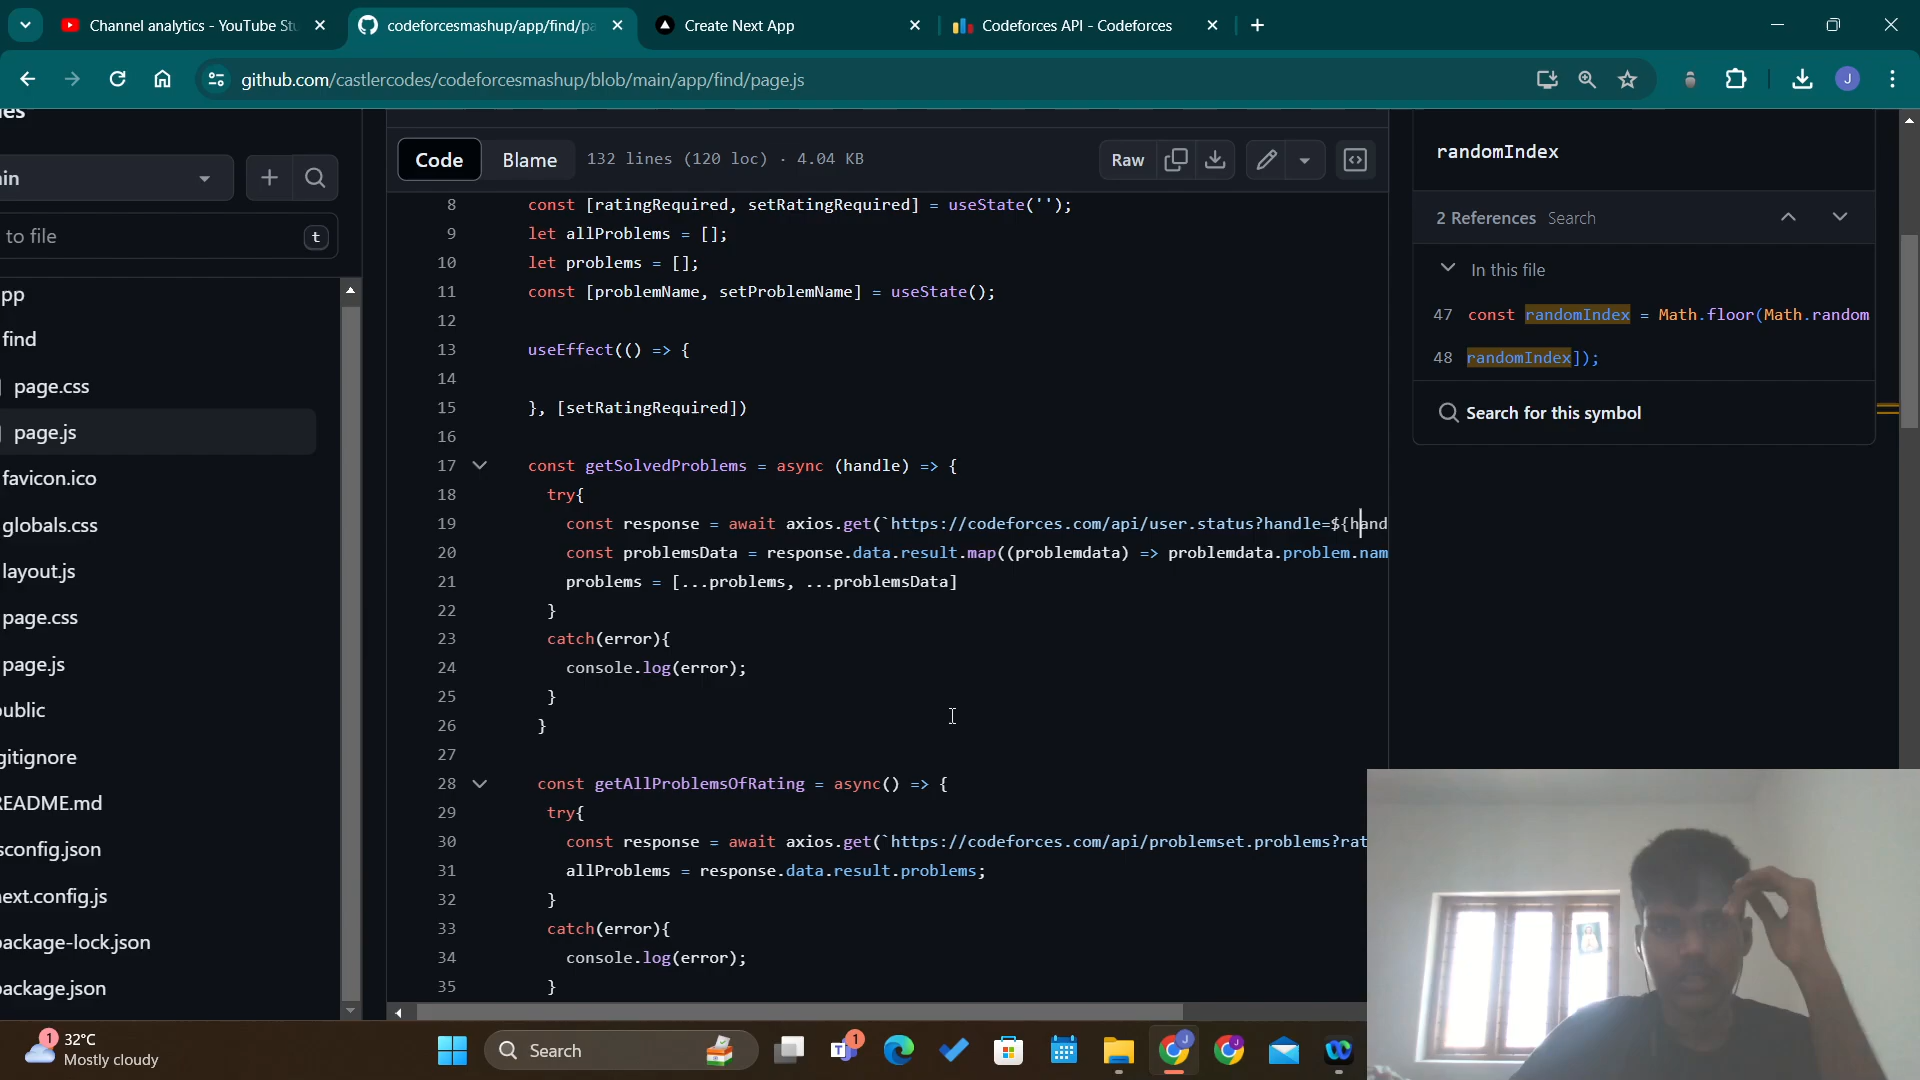 Channel analytics - YouTube Stu
codeforcesmashup/app/find/pa
Create Next App
Codeforces API - Codeforces
github.com/castlercodes/codeforcesmashup/blob/main/app/find/page.js
J
es
in
to file
t
pp
find
page.css
page.js
favicon.ico
globals.css
layout.js
page.css
page.js
ublic
gitignore
EADME.md
sconfig.json
ext.config.js
ackage-lock.json
ackage.json
Code
Blame
132 lines (120 loc) · 4.04 KB
Raw
8 const [ratingRequired, setRatingRequired] = useState('');
9 let allProblems = [];
10 let problems = [];
11 const [problemName, setProblemName] = useState();
12
13 useEffect(() => {
14
15 }, [setRatingRequired])
16
17 const getSolvedProblems = async (handle) => {
18 try{
19 const response = await axios.get(`https://codeforces.com/api/user.status?handle=${hand
20 const problemsData = response.data.result.map((problemdata) => problemdata.problem.nam
21 problems = [...problems, ...problemsData]
22 }
23 catch(error){
24 console.log(error);
25 }
26 }
27
28 const getAllProblemsOfRating = async() => {
29 try{
30 const response = await axios.get(`https://codeforces.com/api/problemset.problems?rat
31 allProblems = response.data.result.problems;
32 }
33 catch(error){
34 console.log(error);
35 }
randomIndex
2 References Search
In this file
47 const randomIndex = Math.floor(Math.random
48 randomIndex]);
Search for this symbol
1
32°C
Mostly cloudy
Search
1
J
J